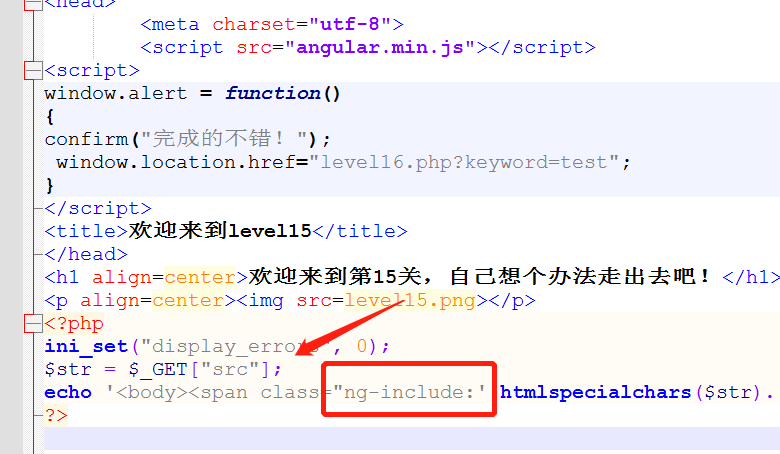 <head>
<meta charset="utf-8">
<script src="angular.min.js"></script>
<script>
window.alert = function()
{
confirm("完成的不错！");
window.location.href="level16.php?keyword=test";
}
</script>
<title>欢迎来到level15</title>
</head>
<h1 align=center>欢迎来到第15关，自己想个办法走出去吧！</h1>
<p align=center><img src=level15.png></p>
<?php
ini_set("display_errors", 0);
$str = $_GET["src"];
echo '<body><span class="ng-include:'.htmlspecialchars($str).
?>